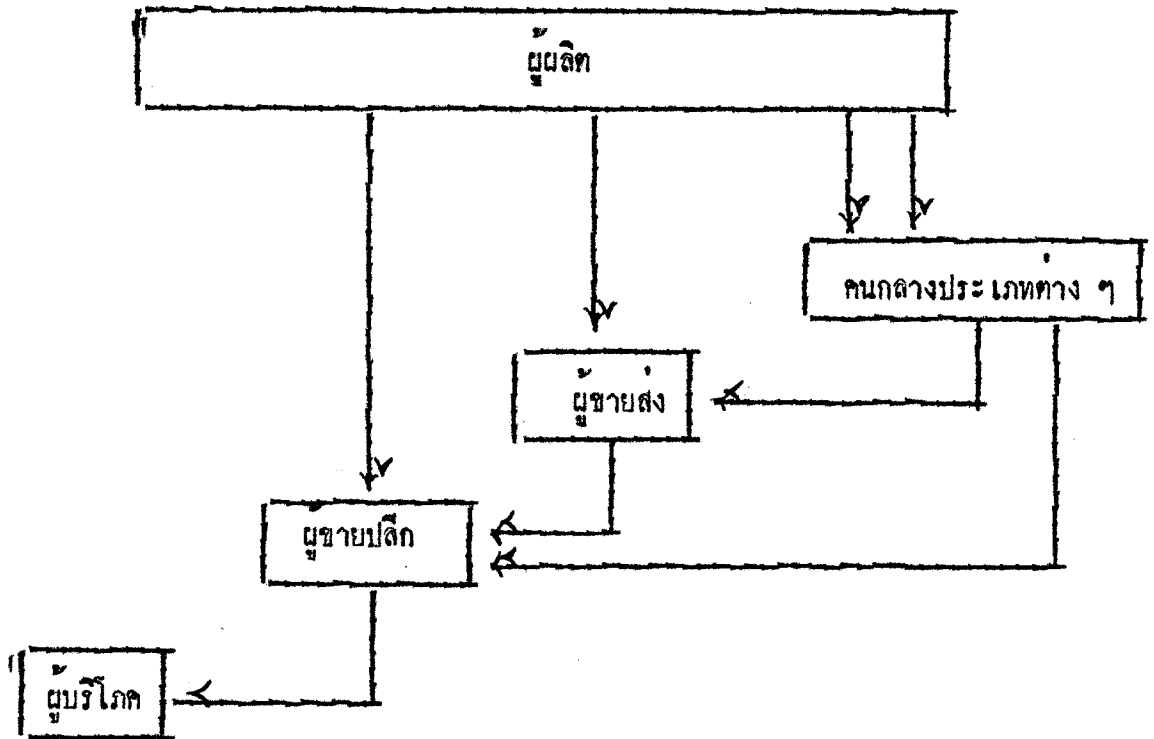 ผู้ผลิต
คนกลางประเภทต่าง ๆ
ผู้ขายส่ง
ผู้ขายปลีก
ผู้บริโภค